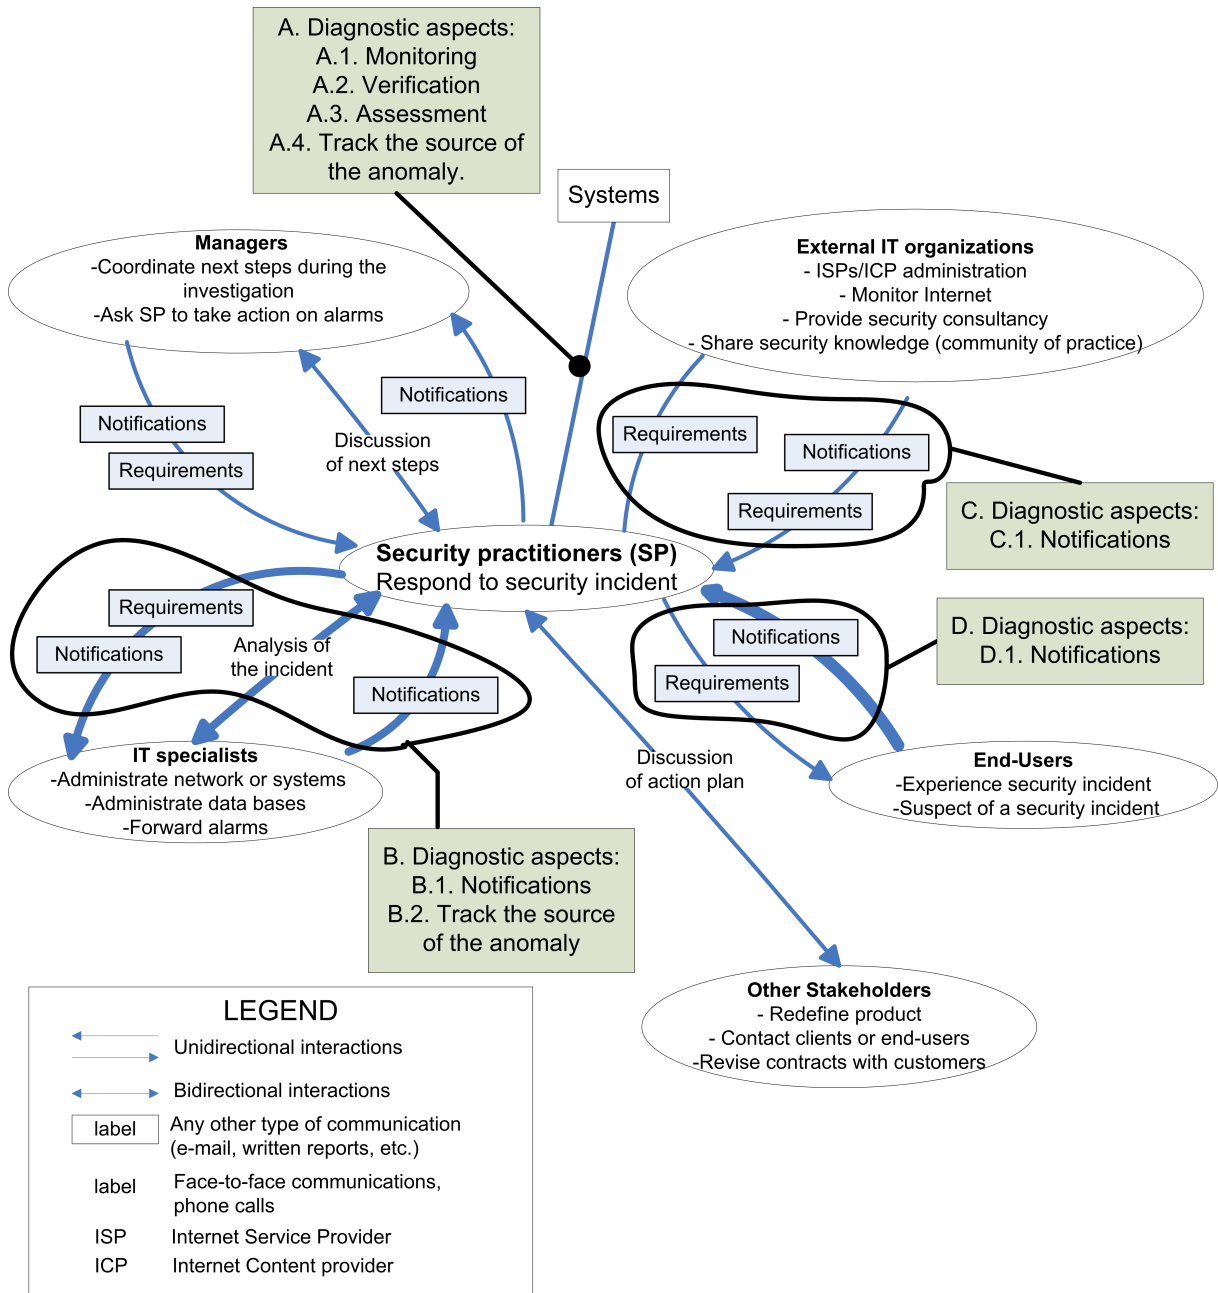 A. Diagnostic aspects:
A.1. Monitoring
A.2. Verification
A.3. Assessment
A.4. Track the source of
the anomaly.
Systems
Managers
-Coordinate next steps during the
investigation
-Ask SP to take action on alarms
External IT organizations
- ISPs/ICP administration
- Monitor Internet
- Provide security consultancy
- Share security knowledge (community of practice)
Notifications
Requirements
Discussion
of next steps
Notifications
Requirements
Notifications
Requirements
C. Diagnostic aspects:
C.1. Notifications
Security practitioners (SP)
Respond to security incident
Requirements
Notifications
Analysis of
the incident
Notifications
Notifications
Requirements
D. Diagnostic aspects:
D.1. Notifications
IT specialists
-Administrate network or systems
-Administrate data bases
-Forward alarms
Discussion
of action plan
End-Users
-Experience security incident
-Suspect of a security incident
B. Diagnostic aspects:
B.1. Notifications
B.2. Track the source
of the anomaly
Other Stakeholders
- Redefine product
- Contact clients or end-users
-Revise contracts with customers
LEGEND
Unidirectional interactions
Bidirectional interactions
label Any other type of communication
(e-mail, written reports, etc.)
label Face-to-face communications,
phone calls
ISP Internet Service Provider
ICP Internet Content provider